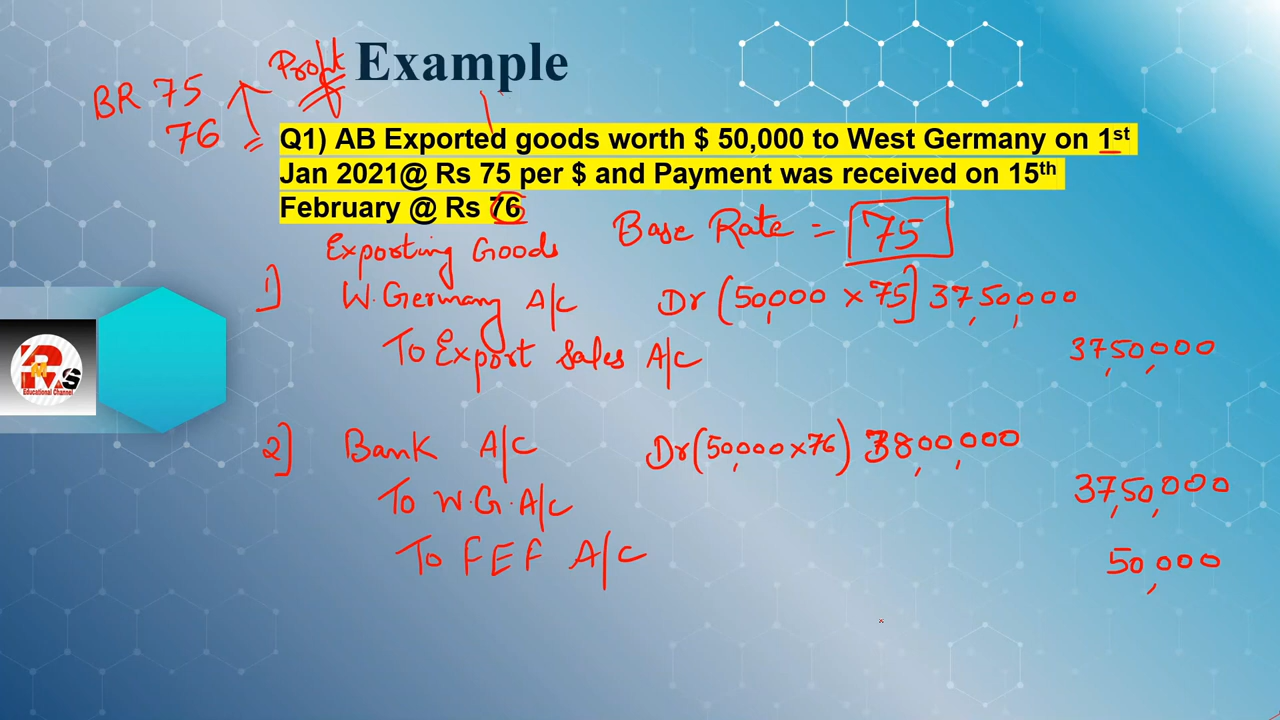 Example
Profit
BR 75
76
Q1) AB Exported goods worth $ 50,000 to West Germany on 1st
Jan 2021@ Rs 75 per $ and Payment was received on 15th
February @ Rs 76
Base Rate = 75
Exporting Goods
1] W.Germany A/C Dr (50,000 x 75] 37,50,000
To Export Sales A/C 37,50,000
2] Bank A/C Dr (50,000x76) 38,00,000
To W.G.A/C 37,50,000
To FEF A/C 50,000
Educational Channel